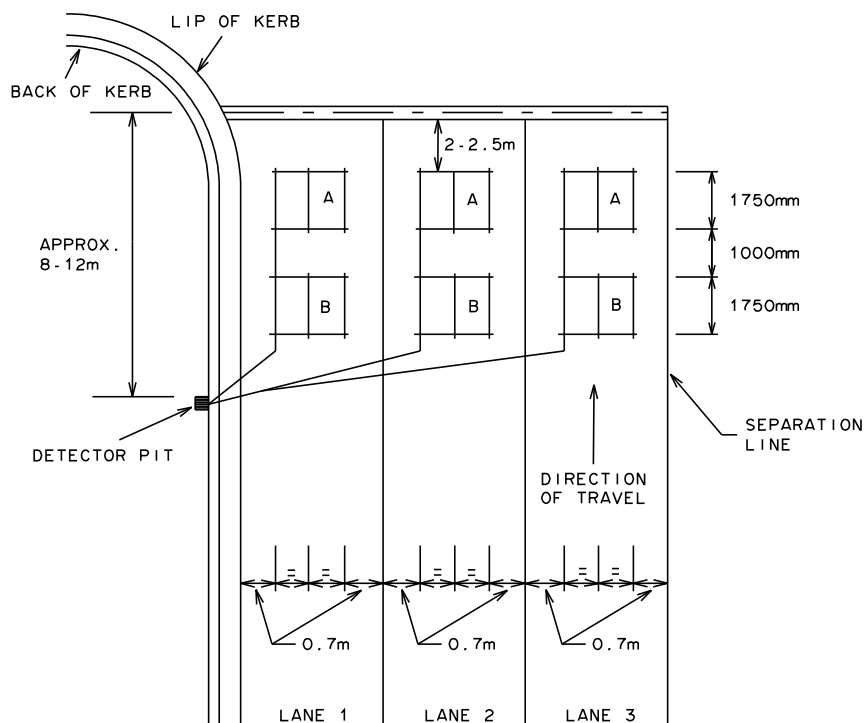 LIP OF KERB
BACK OF KERB
2-2.5m
A
A
A
1750mm
APPROX.
8-12m
1000mm
B
B
B
1750mm
DETECTOR PIT
SEPARATION
LINE
DIRECTION
OF TRAVEL
= = = = = =
0.7m
0.7m
0.7m
LANE 1
LANE 2
LANE 3